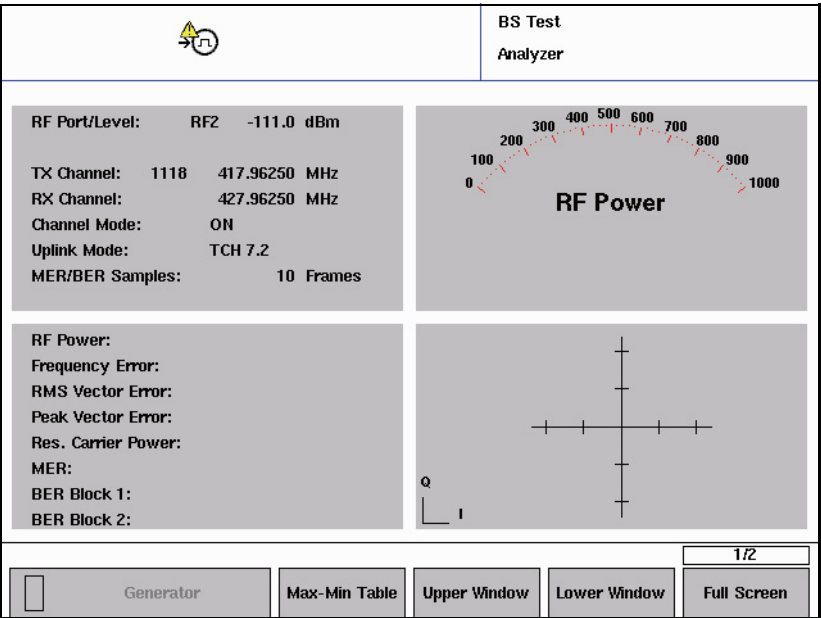 BS Test
Analyzer
RF Port/Level: RF2 -111.0 dBm
TX Channel: 1118 417.96250 MHz
RX Channel: 427.96250 MHz
Channel Mode: ON
Uplink Mode: TCH 7.2
MER/BER Samples: 10 Frames
0 100 200 300 400 500 600 700 800 900 1000
RF Power
RF Power:
Frequency Error:
RMS Vector Error:
Peak Vector Error:
Res. Carrier Power:
MER:
BER Block 1:
BER Block 2:
Q
I
1/2
Generator
Max-Min Table
Upper Window
Lower Window
Full Screen